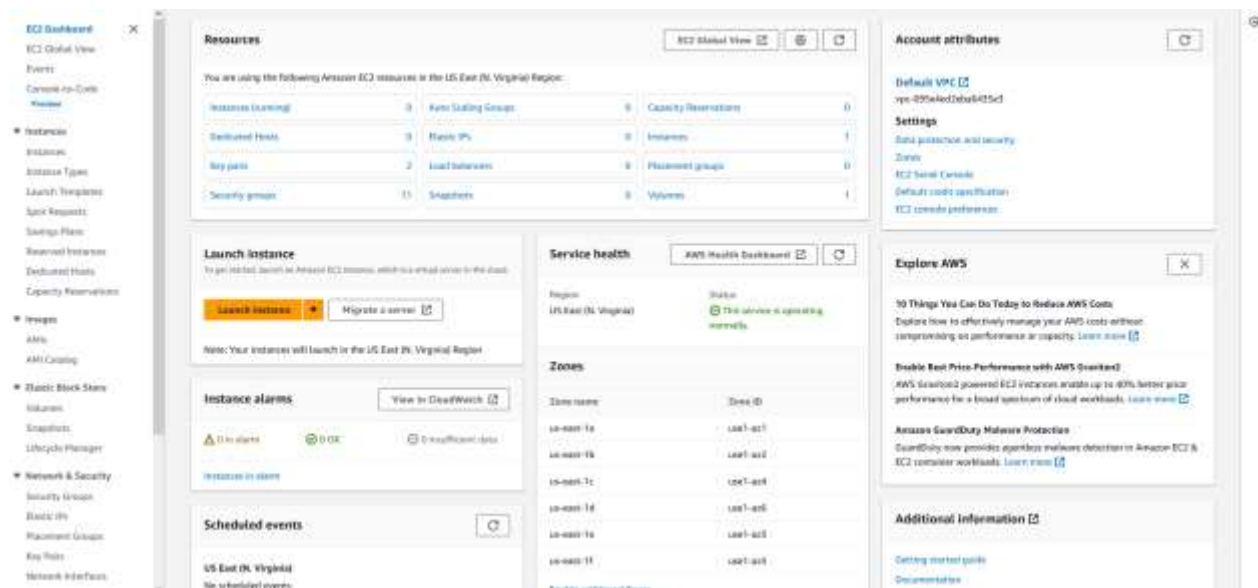 EC2 Dashboard
EC2 Global View
Events
Console-to-Code
Preview
Instances
Instances
Instance Types
Launch Templates
Spot Requests
Savings Plans
Reserved Instances
Dedicated Hosts
Capacity Reservations
Images
AMIs
AMI Catalog
Elastic Block Store
Volumes
Snapshots
Lifecycle Manager
Network & Security
Security Groups
Elastic IPs
Placement Groups
Key Pairs
Network Interfaces
Resources
EC2 Global View
You are using the following Amazon EC2 resources in the US East (N. Virginia) Region:
Instances (running) 0 Auto Scaling Groups 0 Capacity Reservations 0
Dedicated Hosts 0 Elastic IPs 0 Instances 1
Key pairs 2 Load balancers 0 Placement groups 0
Security groups 11 Snapshots 0 Volumes 1
Launch instance
To get started, launch an Amazon EC2 instance, which is a virtual server in the cloud.
Launch instance
Migrate a server
Note: Your instances will launch in the US East (N. Virginia) Region
Instance alarms
View in CloudWatch
0 in alarm 0 OK 0 insufficient data
Instances in alarm
Scheduled events
US East (N. Virginia)
No scheduled events
Service health
AWS Health Dashboard
Region Status
US East (N. Virginia) This service is operating
normally.
Zones
Zone name Zone ID
us-east-1a
us-east-1b
us-east-1c
us-east-1d
us-east-1e
us-east-1f
Account attributes
Default VPC
Settings
Data protection and security
Zones
EC2 Serial Console
Default credit specification
EC2 console preferences
Explore AWS
10 Things You Can Do Today to Reduce AWS Costs
Explore how to effectively manage your AWS costs without
compromising on performance or capacity. Learn more
Enable Best Price-Performance with AWS Graviton2
AWS Graviton2 powered EC2 instances enable up to 40% better price
performance for a broad spectrum of cloud workloads. Learn more
Amazon GuardDuty Malware Protection
GuardDuty now provides agentless malware detection in Amazon EC2 &
EC2 container workloads. Learn more
Additional information
Getting started guide
Documentation